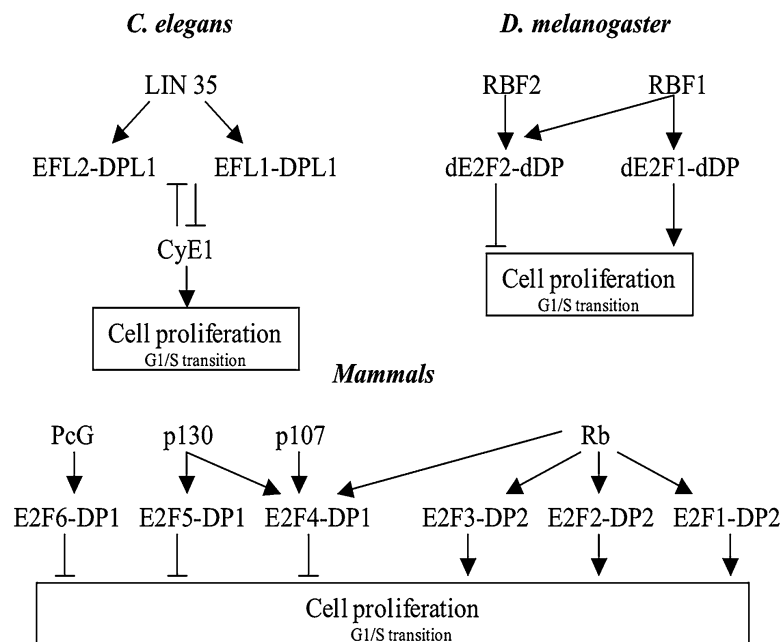 C. elegans
D. melanogaster
LIN 35
RBF2
RBF1
EFL2-DPL1
EFL1-DPL1
dE2F2-dDP
dE2F1-dDP
CyE1
Cell proliferation
G1/S transition
Cell proliferation
G1/S transition
Mammals
PcG
p130
p107
Rb
E2F6-DP1
E2F5-DP1
E2F4-DP1
E2F3-DP2
E2F2-DP2
E2F1-DP2
Cell proliferation
G1/S transition